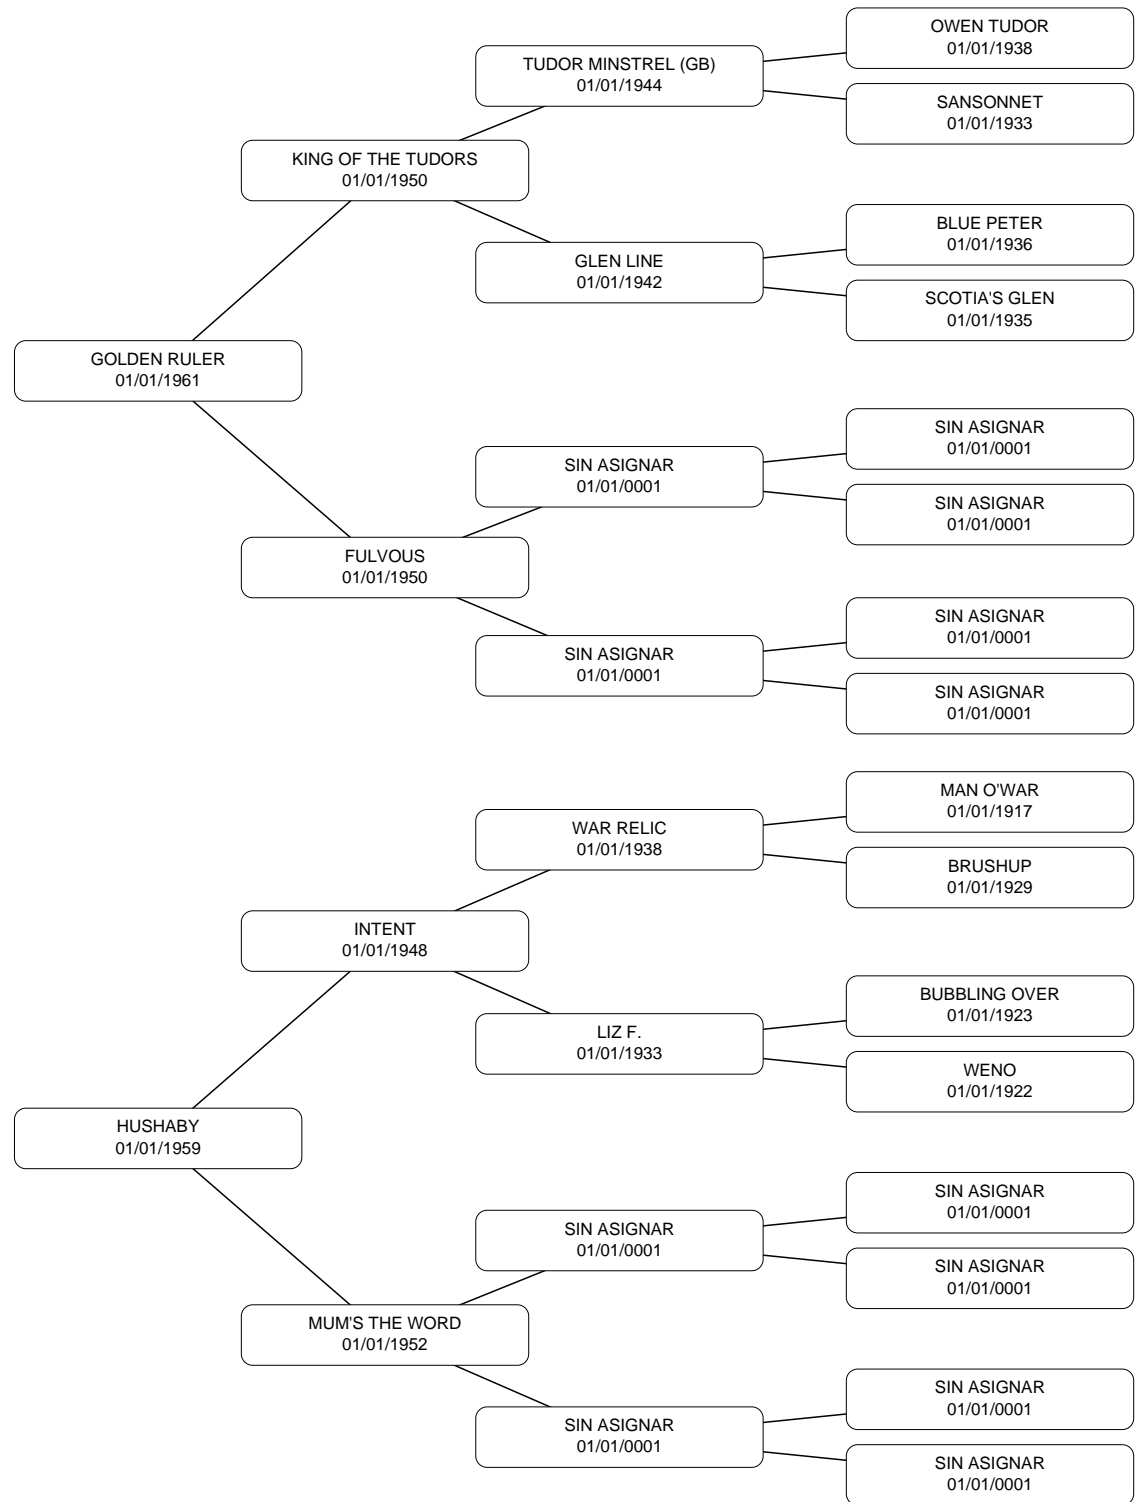 OWEN TUDOR
01/01/1938
TUDOR MINSTREL (GB)
01/01/1944
SANSONNET
01/01/1933
KING OF THE TUDORS
01/01/1950
BLUE PETER
01/01/1936
GLEN LINE
01/01/1942
SCOTIA'S GLEN
01/01/1935
GOLDEN RULER
01/01/1961
SIN ASIGNAR
01/01/0001
SIN ASIGNAR
01/01/0001
SIN ASIGNAR
01/01/0001
FULVOUS
01/01/1950
SIN ASIGNAR
01/01/0001
SIN ASIGNAR
01/01/0001
SIN ASIGNAR
01/01/0001
MAN O'WAR
01/01/1917
WAR RELIC
01/01/1938
BRUSHUP
01/01/1929
INTENT
01/01/1948
BUBBLING OVER
01/01/1923
LIZ F.
01/01/1933
WENO
01/01/1922
HUSHABY
01/01/1959
SIN ASIGNAR
01/01/0001
SIN ASIGNAR
01/01/0001
SIN ASIGNAR
01/01/0001
MUM'S THE WORD
01/01/1952
SIN ASIGNAR
01/01/0001
SIN ASIGNAR
01/01/0001
SIN ASIGNAR
01/01/0001